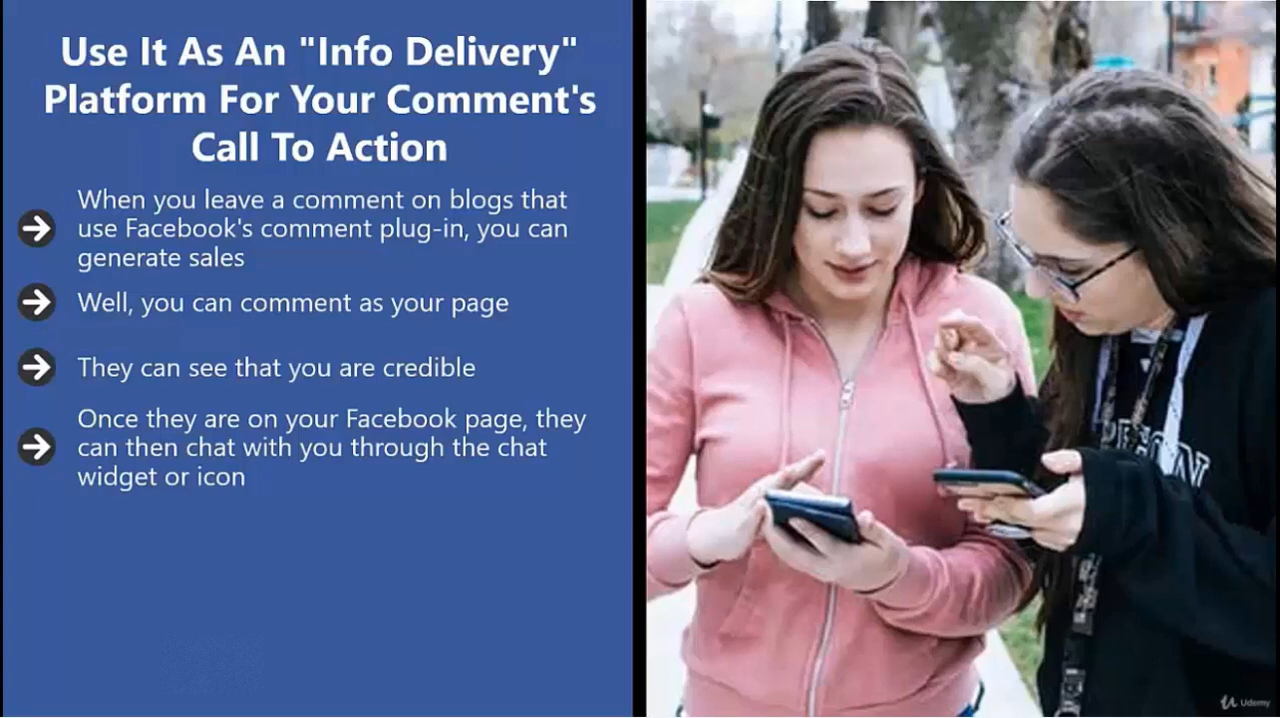 Use It As An "Info Delivery"
Platform For Your Comment's
Call To Action
When you leave a comment on blogs that
use Facebook's comment plug-in, you can
generate sales
Well, you can comment as your page
They can see that you are credible
Once they are on your Facebook page, they
can then chat with you through the chat
widget or icon
Udemy